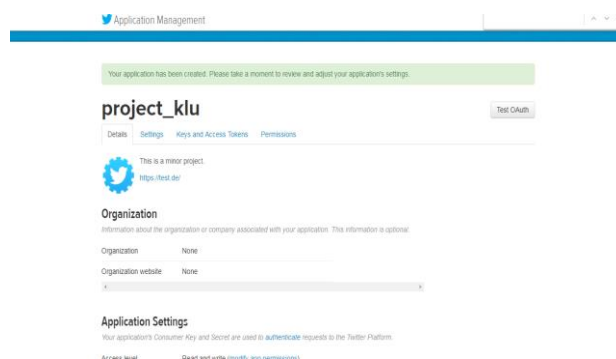 Application Management
Your application has been created. Please take a moment to review and adjust your application's settings.
project_klu
Test OAuth
Details Settings Keys and Access Tokens Permissions
This is a minor project.
https://test.de/
Organization
Information about the organization or company associated with your application. This information is optional.
Organization None
Organization website None
Application Settings
Your application's Consumer Key and Secret are used to authenticate requests to the Twitter Platform.
Access level Read and write (modify app permissions)